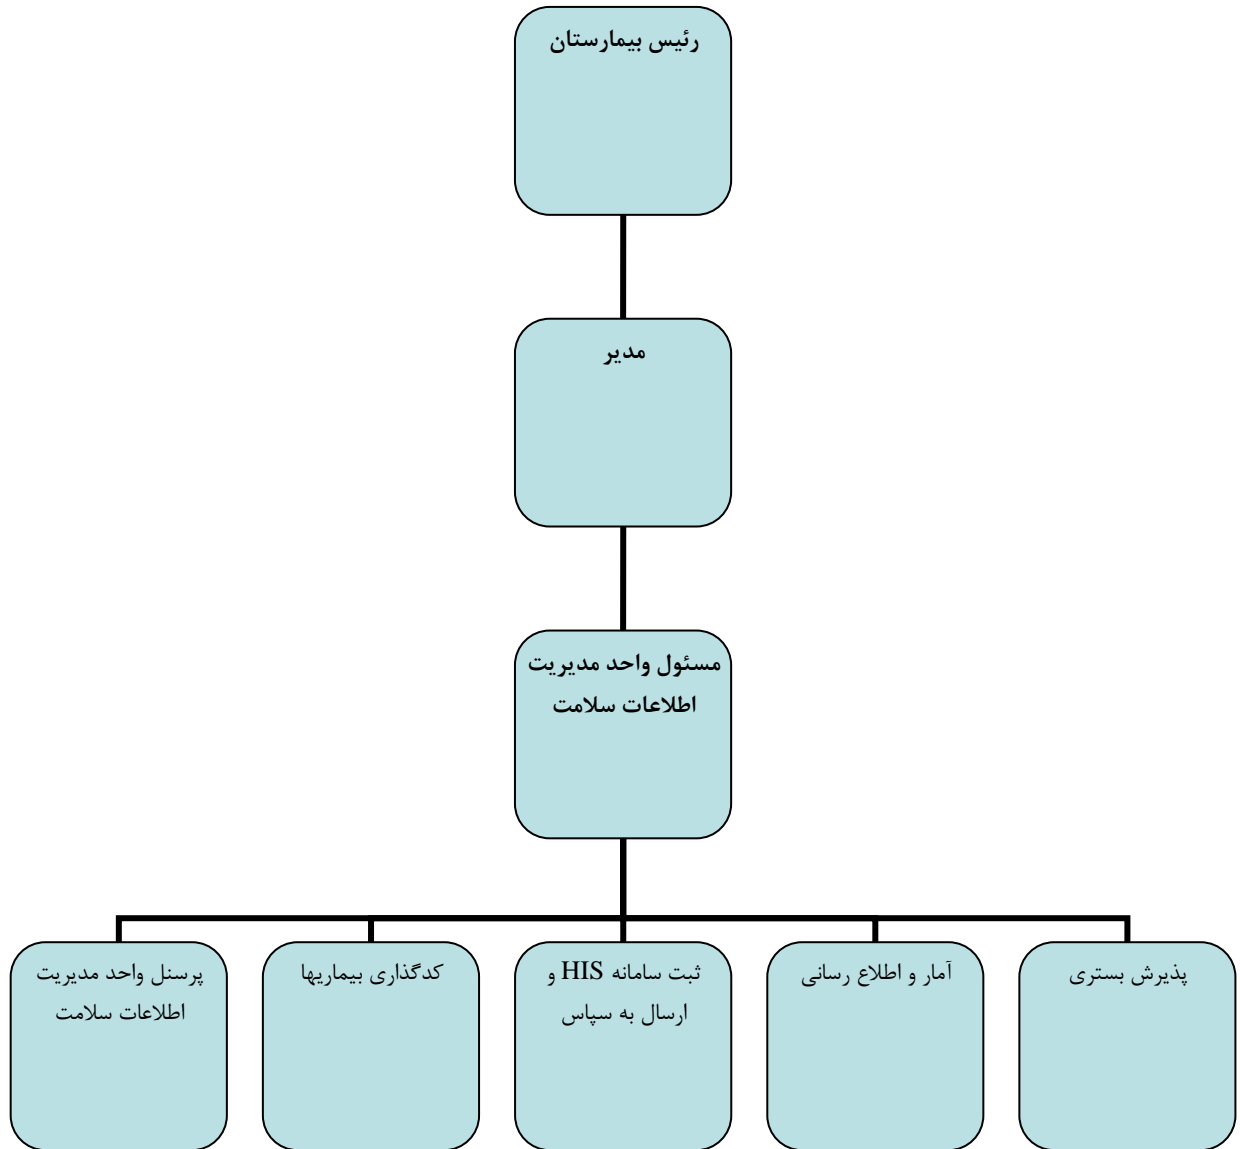 رئیس بیمارستان
مدیر
مسئول واحد مدیریت
اطلاعات سلامت
پذیرش بستری
آمار و اطلاع رسانی
ثبت سامانه HIS و
ارسال به سپاس
کدگذاری بیماریها
پرسنل واحد مدیریت
اطلاعات سلامت